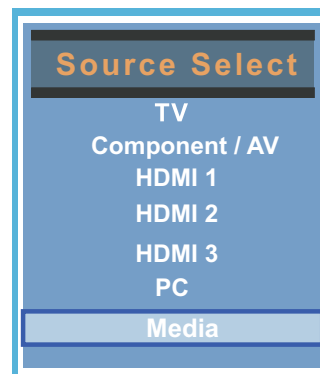 Source Select
TV
Component / AV
HDMI 1
HDMI 2
HDMI 3
PC
Media